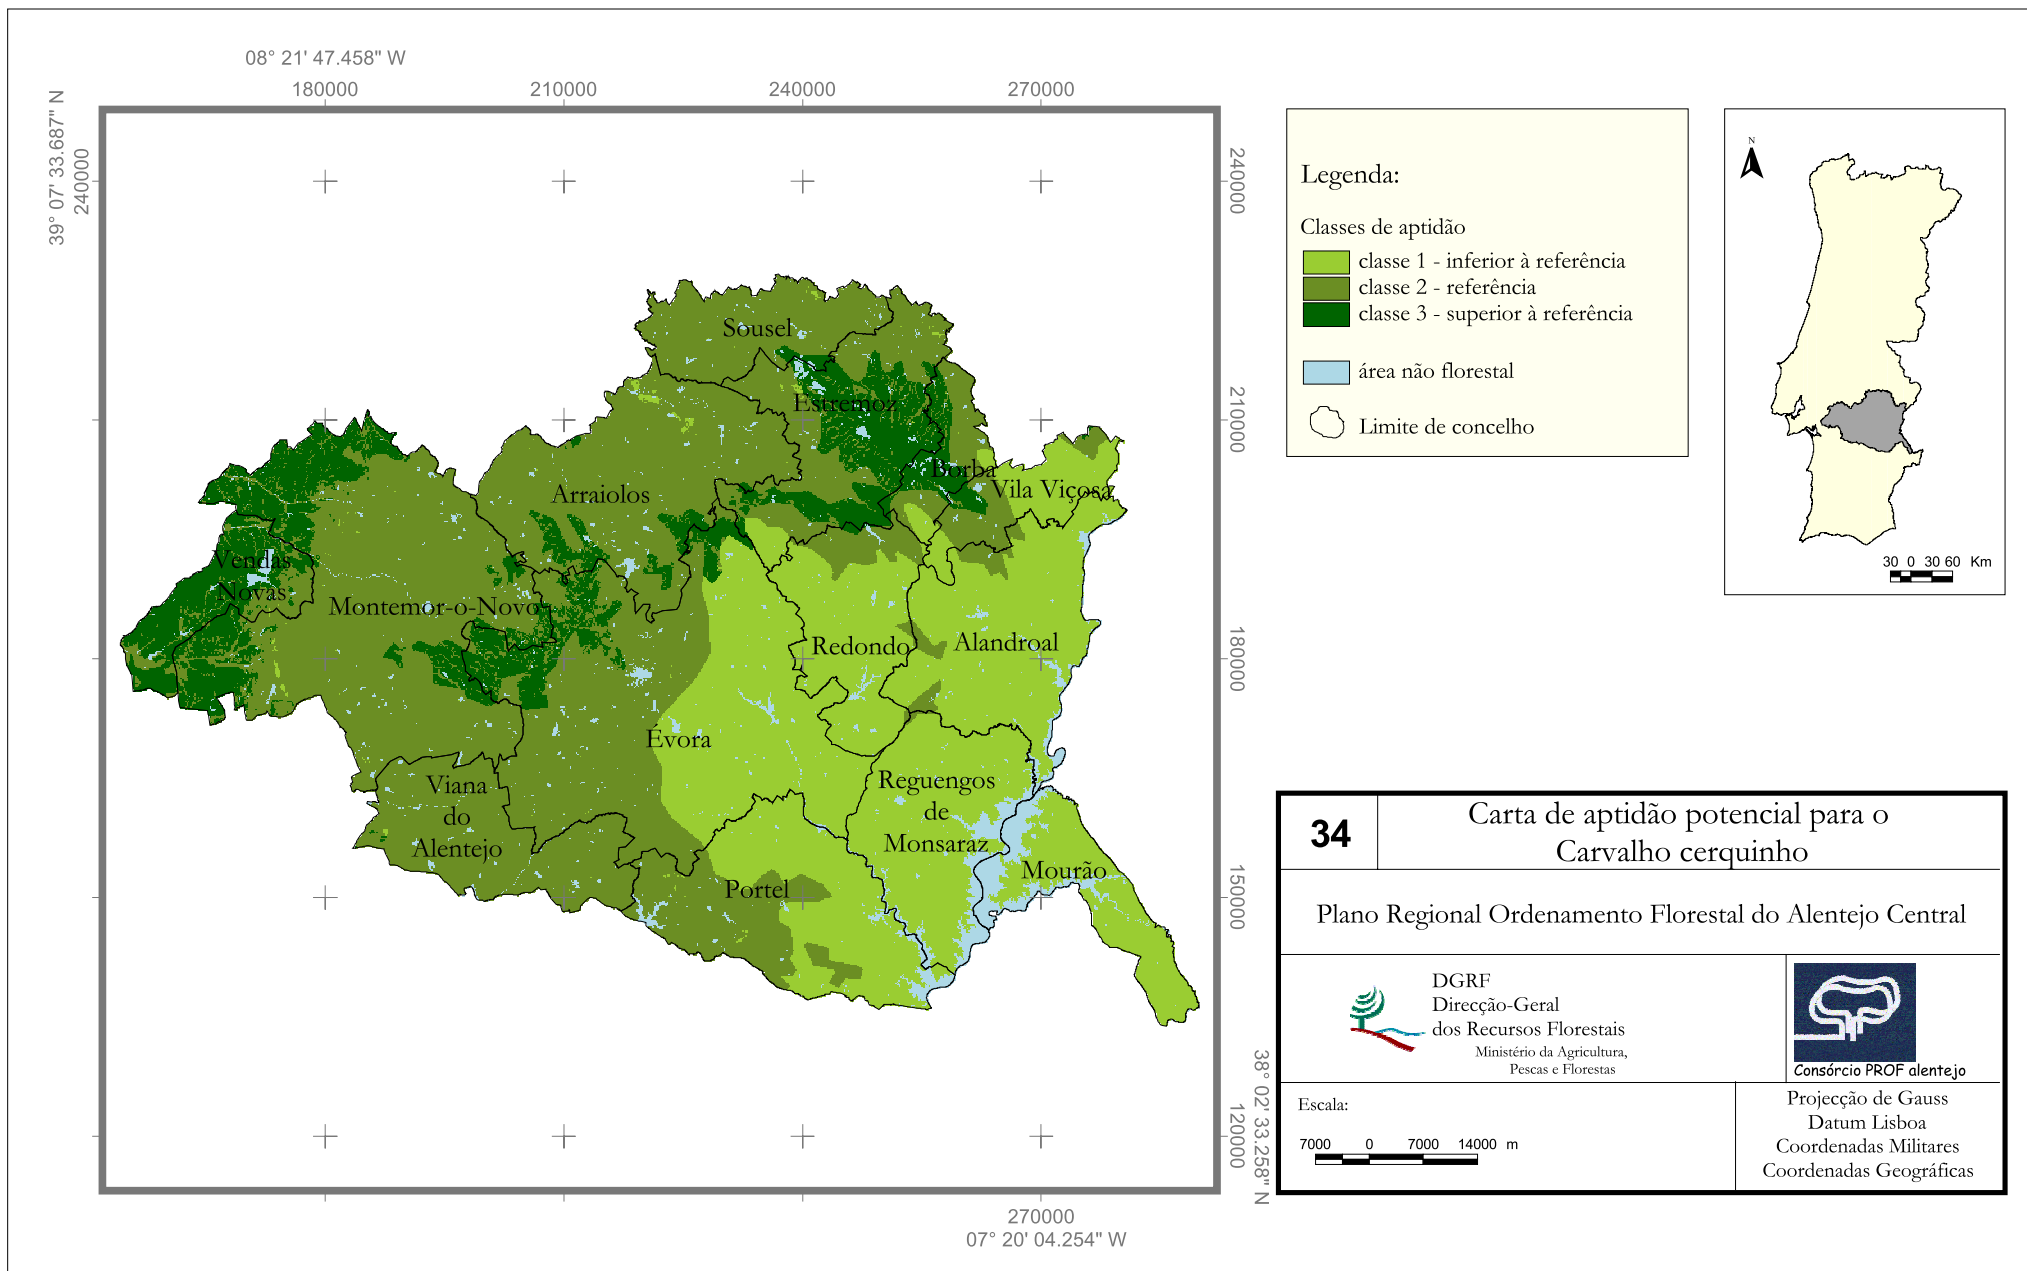 08° 21' 47.458" W
180000
210000
240000
270000
39° 07' 33.687" N
240000
240000
210000
180000
1500000
120000
38° 02' 33.258" N
270000
07° 20' 04.254" W
Sousel
Estremoz
Borba
Vila Viçosa
Arraiolos
Vendas
Novas
Montemor-o-Novo
Redondo
Alandroal
Évora
Viana
do
Alentejo
Reguengos
de
Monsaraz
Mourão
Portel
Legenda:
Classes de aptidão
classe 1 - inferior à referência
classe 2 - referência
classe 3 - superior à referência
área não florestal
Limite de concelho
N
30 0 30 60 Km
34
Carta de aptidão potencial para o
Carvalho cerquinho
Plano Regional Ordenamento Florestal do Alentejo Central
DGRF
Direcção-Geral
dos Recursos Florestais
Ministério da Agricultura,
Pescas e Florestas
Consórcio PROF alentejo
Escala:
7000 0 7000 14000 m
Projecção de Gauss
Datum Lisboa
Coordenadas Militares
Coordenadas Geográficas